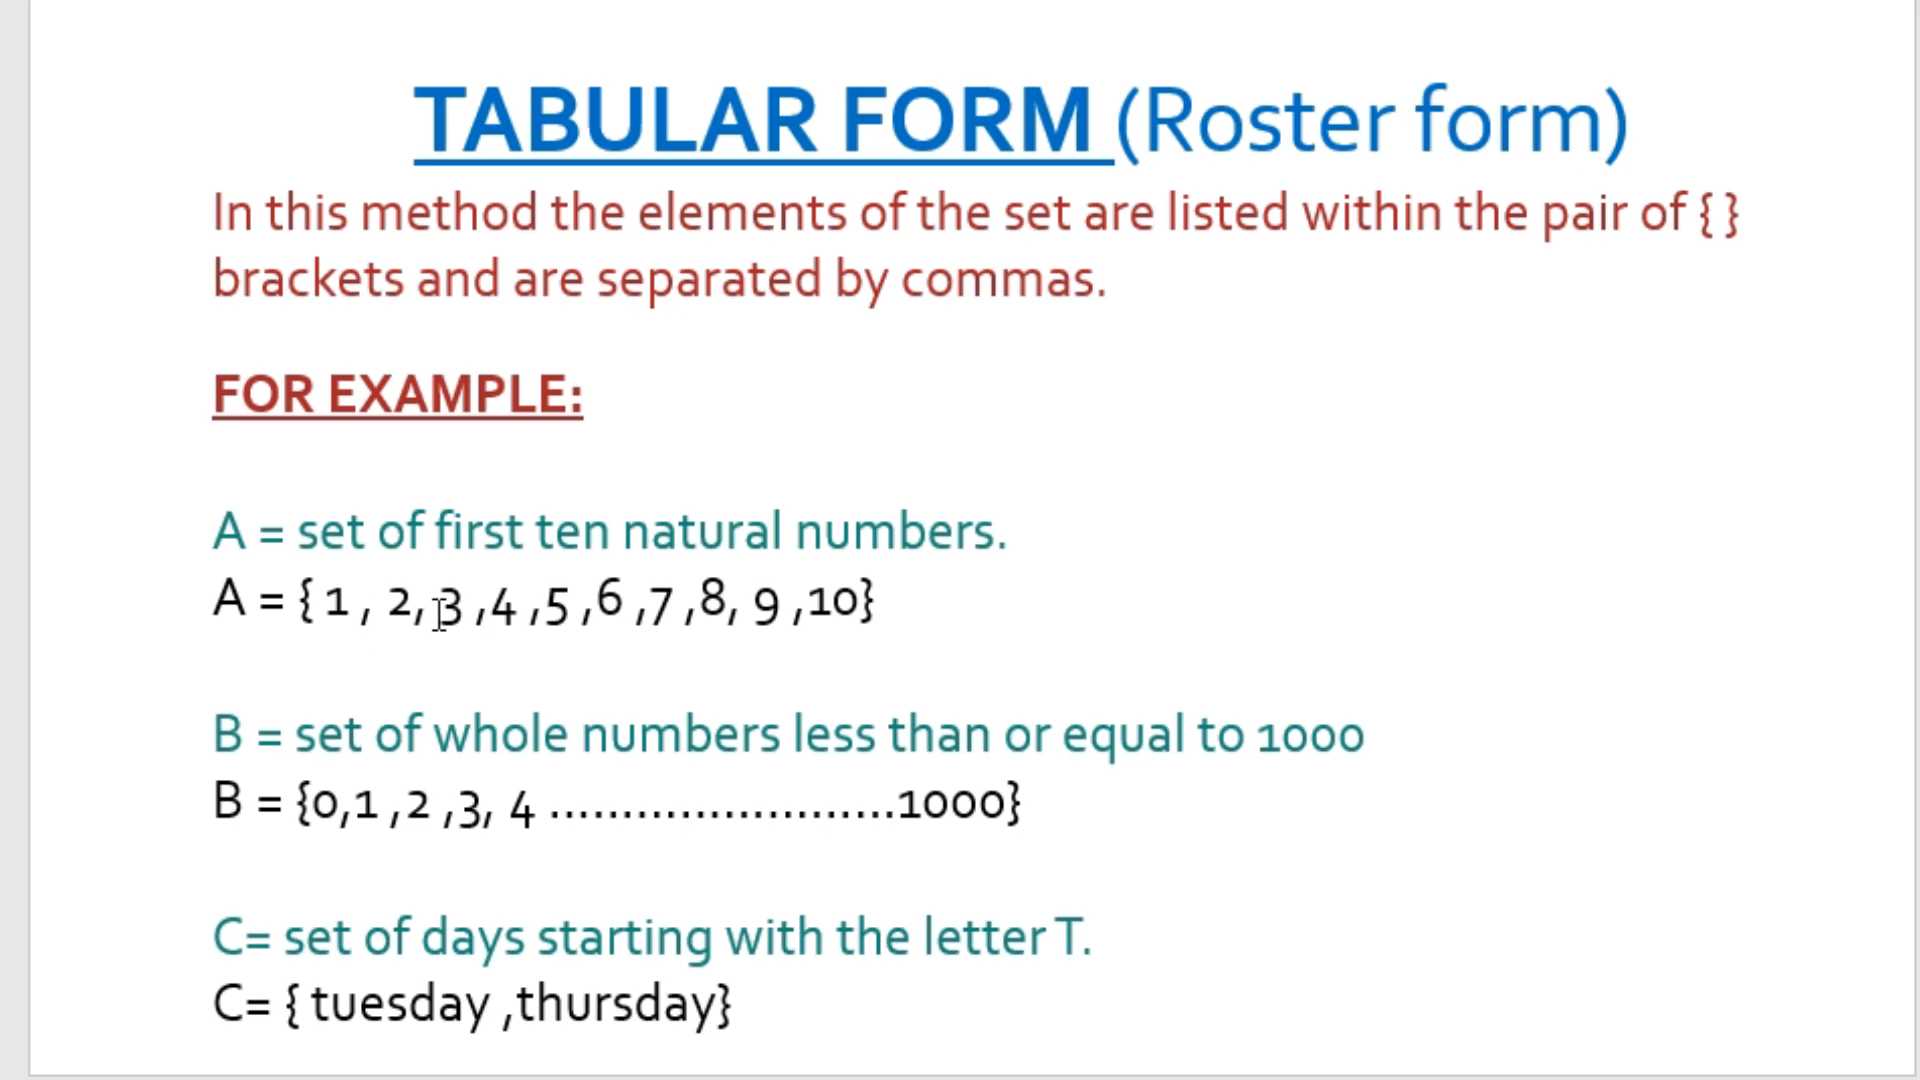 TABULAR FORM (Roster form)
In this method the elements of the set are listed within the pair of { }
brackets and are separated by commas.
FOR EXAMPLE:
A = set of first ten natural numbers.
A = { 1 , 2, 3 ,4 ,5 ,6 ,7 ,8, 9 ,10}
B = set of whole numbers less than or equal to 1000
B = {0,1 ,2 ,3, 4 ........................1000}
C= set of days starting with the letter T.
C= { tuesday ,thursday}